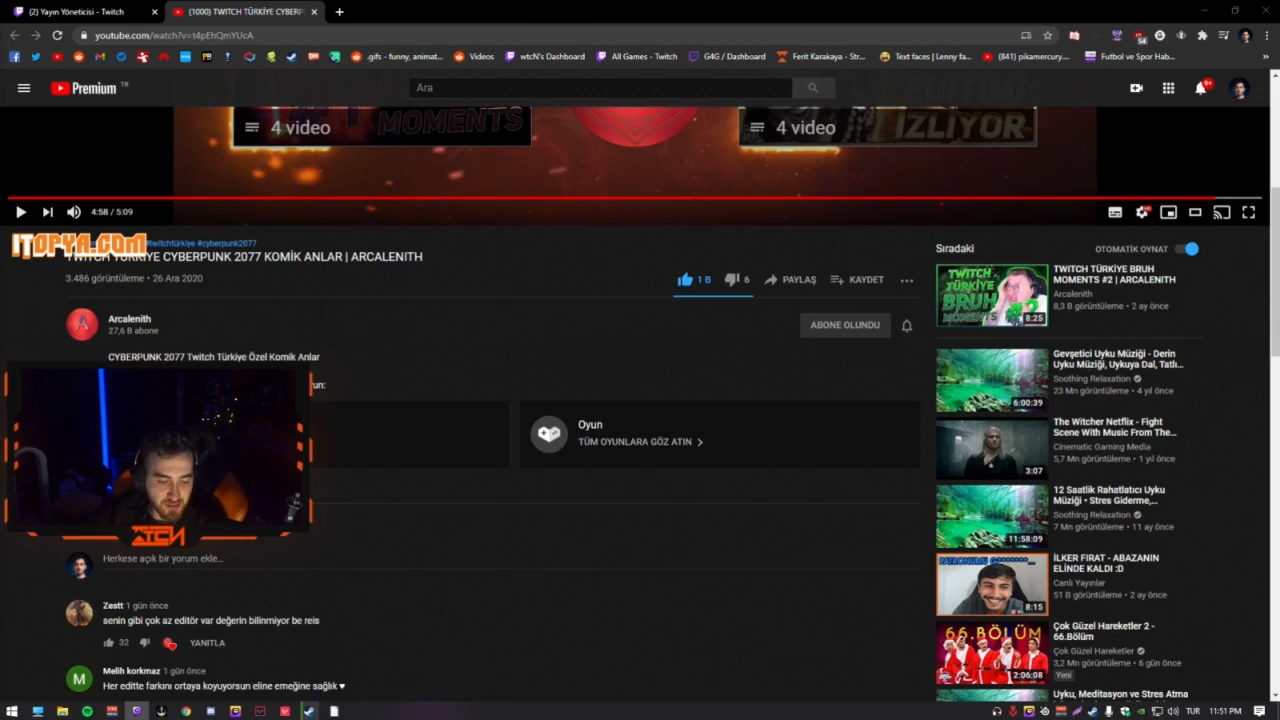 (2) Yayın Yöneticisi - Twitch
(1000) TWITCH TÜRKİYE CYBERP
youtube.com/watch?v=t4pEhQmYUcA
.gifs - funny, animat...
Videos
wtcN's Dashboard
All Games - Twitch
G4G / Dashboard
Ferit Karakaya - Str...
Text faces | Lenny fa...
(841) pikamercury....
Futbol ve Spor Hab...
Premium TR
Ara
9+
4 video
MOMENTS
4 video
İZLİYOR
4:58 / 5:09
ITOPYA.COM
#twitchtürkiye #cyberpunk2077
TWITCH TÜRKİYE CYBERPUNK 2077 KOMİK ANLAR | ARCALENITH
3.486 görüntüleme • 26 Ara 2020
1 B
6
PAYLAŞ
KAYDET
Arcalenith
27,6 B abone
ABONE OLUNDU
CYBERPUNK 2077 Twitch Türkiye Özel Komik Anlar
Oyun
TÜM OYUNLARA GÖZ ATIN
Herkese açık bir yorum ekle...
Zestt 1 gün önce
senin gibi çok az editör var değerin bilinmiyor be reis
32
YANITLA
M
Melih korkmaz 1 gün önce
Her editte farkını ortaya koyuyorsun eline emeğine sağlık ♥
Sıradaki
OTOMATİK OYNAT
TWITCH TÜRKİYE BRUH #2
8:25
TWITCH TÜRKİYE BRUH
MOMENTS #2 | ARCALENITH
Arcalenith
8,3 B görüntüleme • 2 ay önce
6:00:39
Gevşetici Uyku Müziği - Derin
Uyku Müziği, Uykuya Dal, Tatlı...
Soothing Relaxation
23 Mn görüntüleme • 4 yıl önce
3:07
The Witcher Netflix - Fight
Scene With Music From The...
Cinematic Gaming Media
5,7 Mn görüntüleme • 1 yıl önce
11:58:09
12 Saatlik Rahatlatıcı Uyku
Müziği • Stres Giderme,...
Soothing Relaxation
7 Mn görüntüleme • 11 ay önce
8:15
İLKER FIRAT - ABAZANIN
ELİNDE KALDI :D
Canlı Yayınlar
51 B görüntüleme • 2 ay önce
66.BÖLÜM
2:06:08
Çok Güzel Hareketler 2 -
66.Bölüm
Çok Güzel Hareketler
3,2 Mn görüntüleme • 6 gün önce
Yeni
Uyku, Meditasyon ve Stres Atma
TUR
11:51 PM